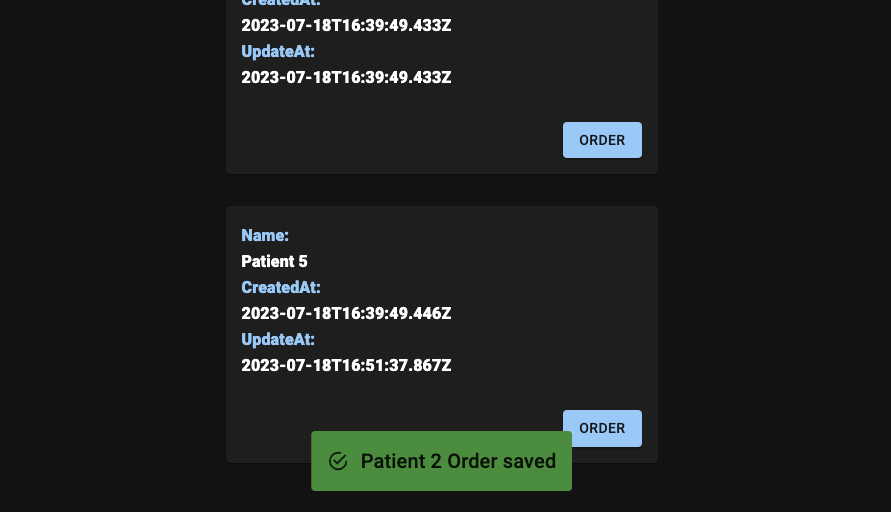 CreatedAt:
2023-07-18T16:39:49.433Z
UpdateAt:
2023-07-18T16:39:49.433Z
ORDER
Name:
Patient 5
CreatedAt:
2023-07-18T16:39:49.446Z
UpdateAt:
2023-07-18T16:51:37.867Z
ORDER
Patient 2 Order saved